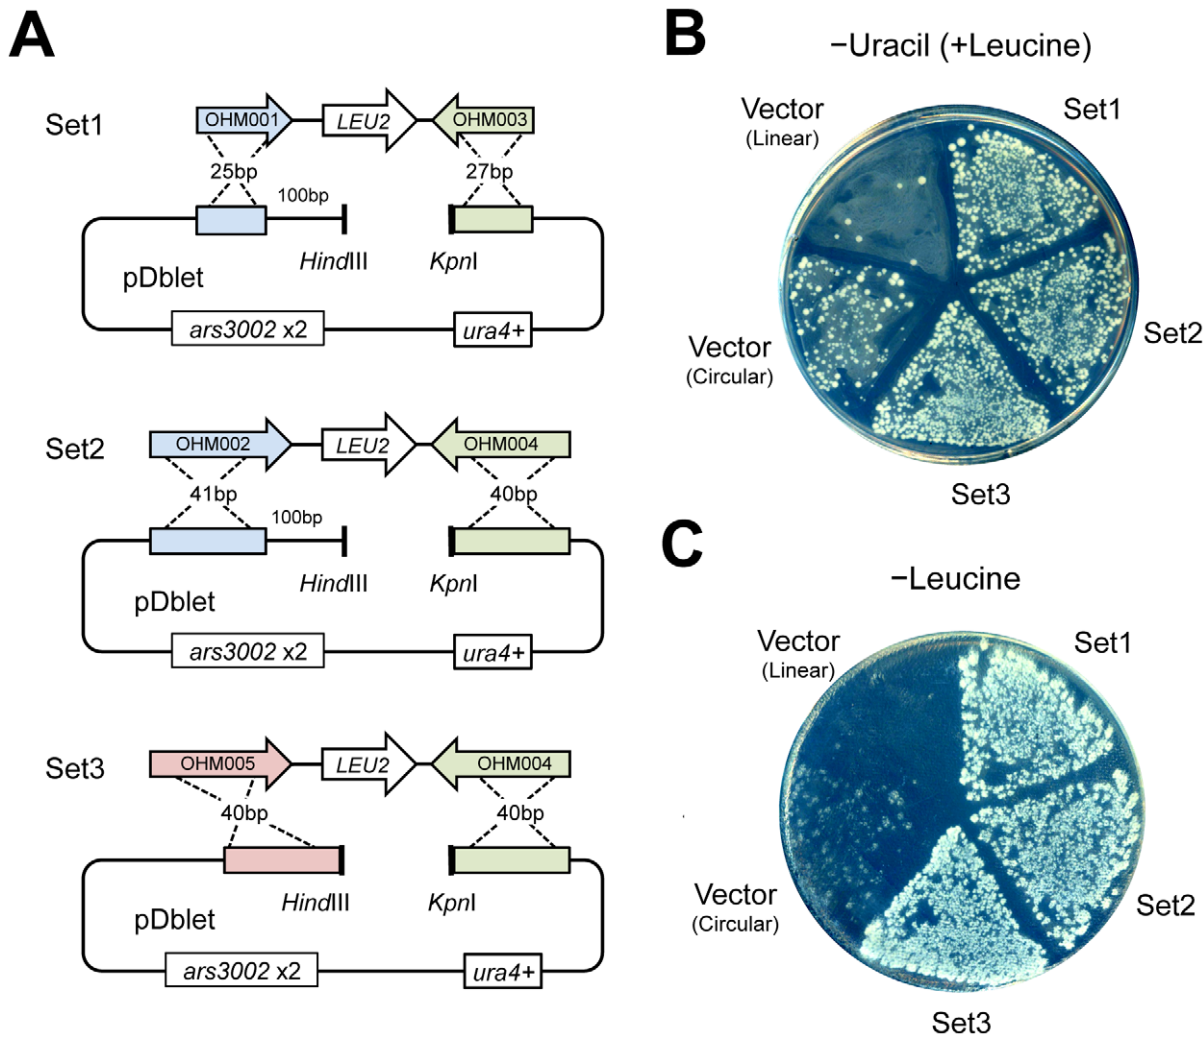 A
Set1
OHM001
LEU2
OHM003
25bp
27bp
100bp
HindIII
KpnI
pDblet
ars3002 x2
ura4+
Set2
OHM002
LEU2
OHM004
41bp
40bp
100bp
HindIII
KpnI
pDblet
ars3002 x2
ura4+
Set3
OHM005
LEU2
OHM004
40bp
40bp
HindIII
KpnI
pDblet
ars3002 x2
ura4+
B
−Uracil (+Leucine)
Vector
(Linear)
Set1
Set2
Vector
(Circular)
Set3
C
−Leucine
Vector
(Linear)
Set1
Vector
(Circular)
Set2
Set3